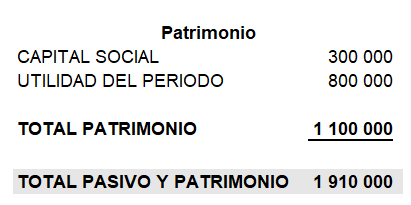 Patrimonio
CAPITAL SOCIAL 300 000
UTILIDAD DEL PERIODO 800 000
TOTAL PATRIMONIO 1 100 000
TOTAL PASIVO Y PATRIMONIO 1 910 000